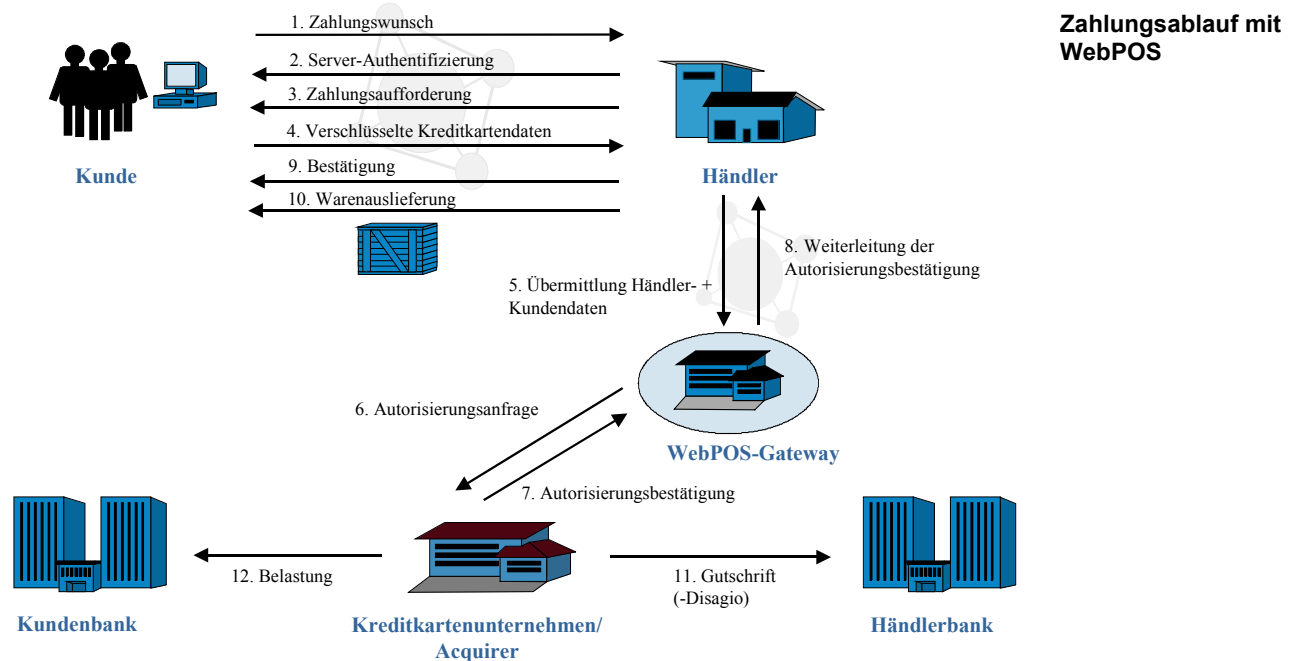 Zahlungsablauf mit
WebPOS
1. Zahlungswunsch
2. Server-Authentifizierung
3. Zahlungsaufforderung
4. Verschlüsselte Kreditkartendaten
9. Bestätigung
10. Warenauslieferung
Kunde
Händler
5. Übermittlung Händler- +
Kundendaten
8. Weiterleitung der
Autorisierungsbestätigung
6. Autorisierungsanfrage
WebPOS-Gateway
7. Autorisierungsbestätigung
12. Belastung
11. Gutschrift
(-Disagio)
Kundenbank
Kreditkartenunternehmen/
Acquirer
Händlerbank